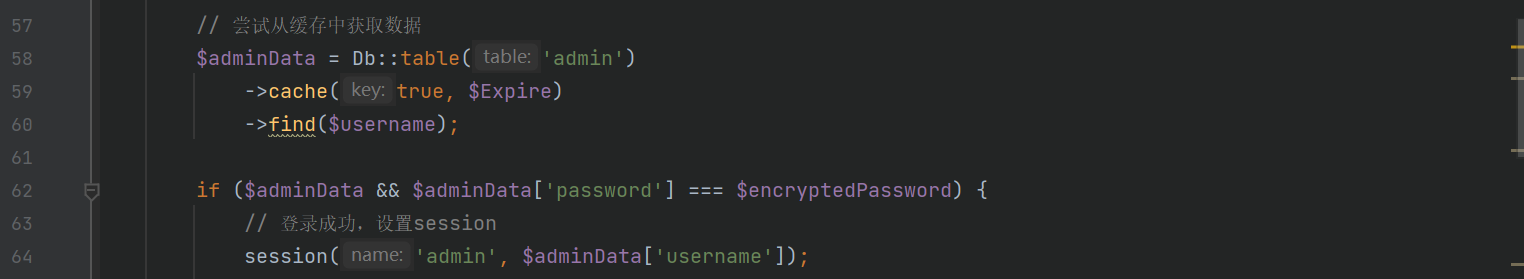 57 // 尝试从缓存中获取数据
58 $adminData = Db::table( table: 'admin')
59 ->cache( key: true, $Expire)
60 ->find($username);
61
62 if ($adminData && $adminData['password'] === $encryptedPassword) {
63 // 登录成功，设置session
64 session( name: 'admin', $adminData['username']);